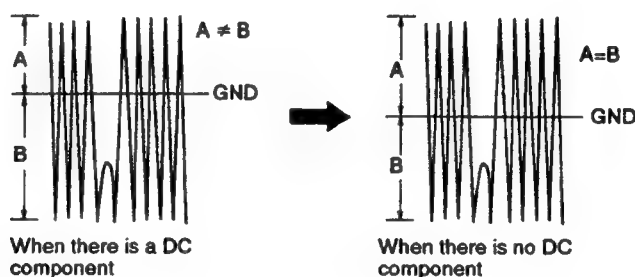 A
A ≠ B
GND
B
When there is a DC
component
A
A=B
GND
B
When there is no DC
component